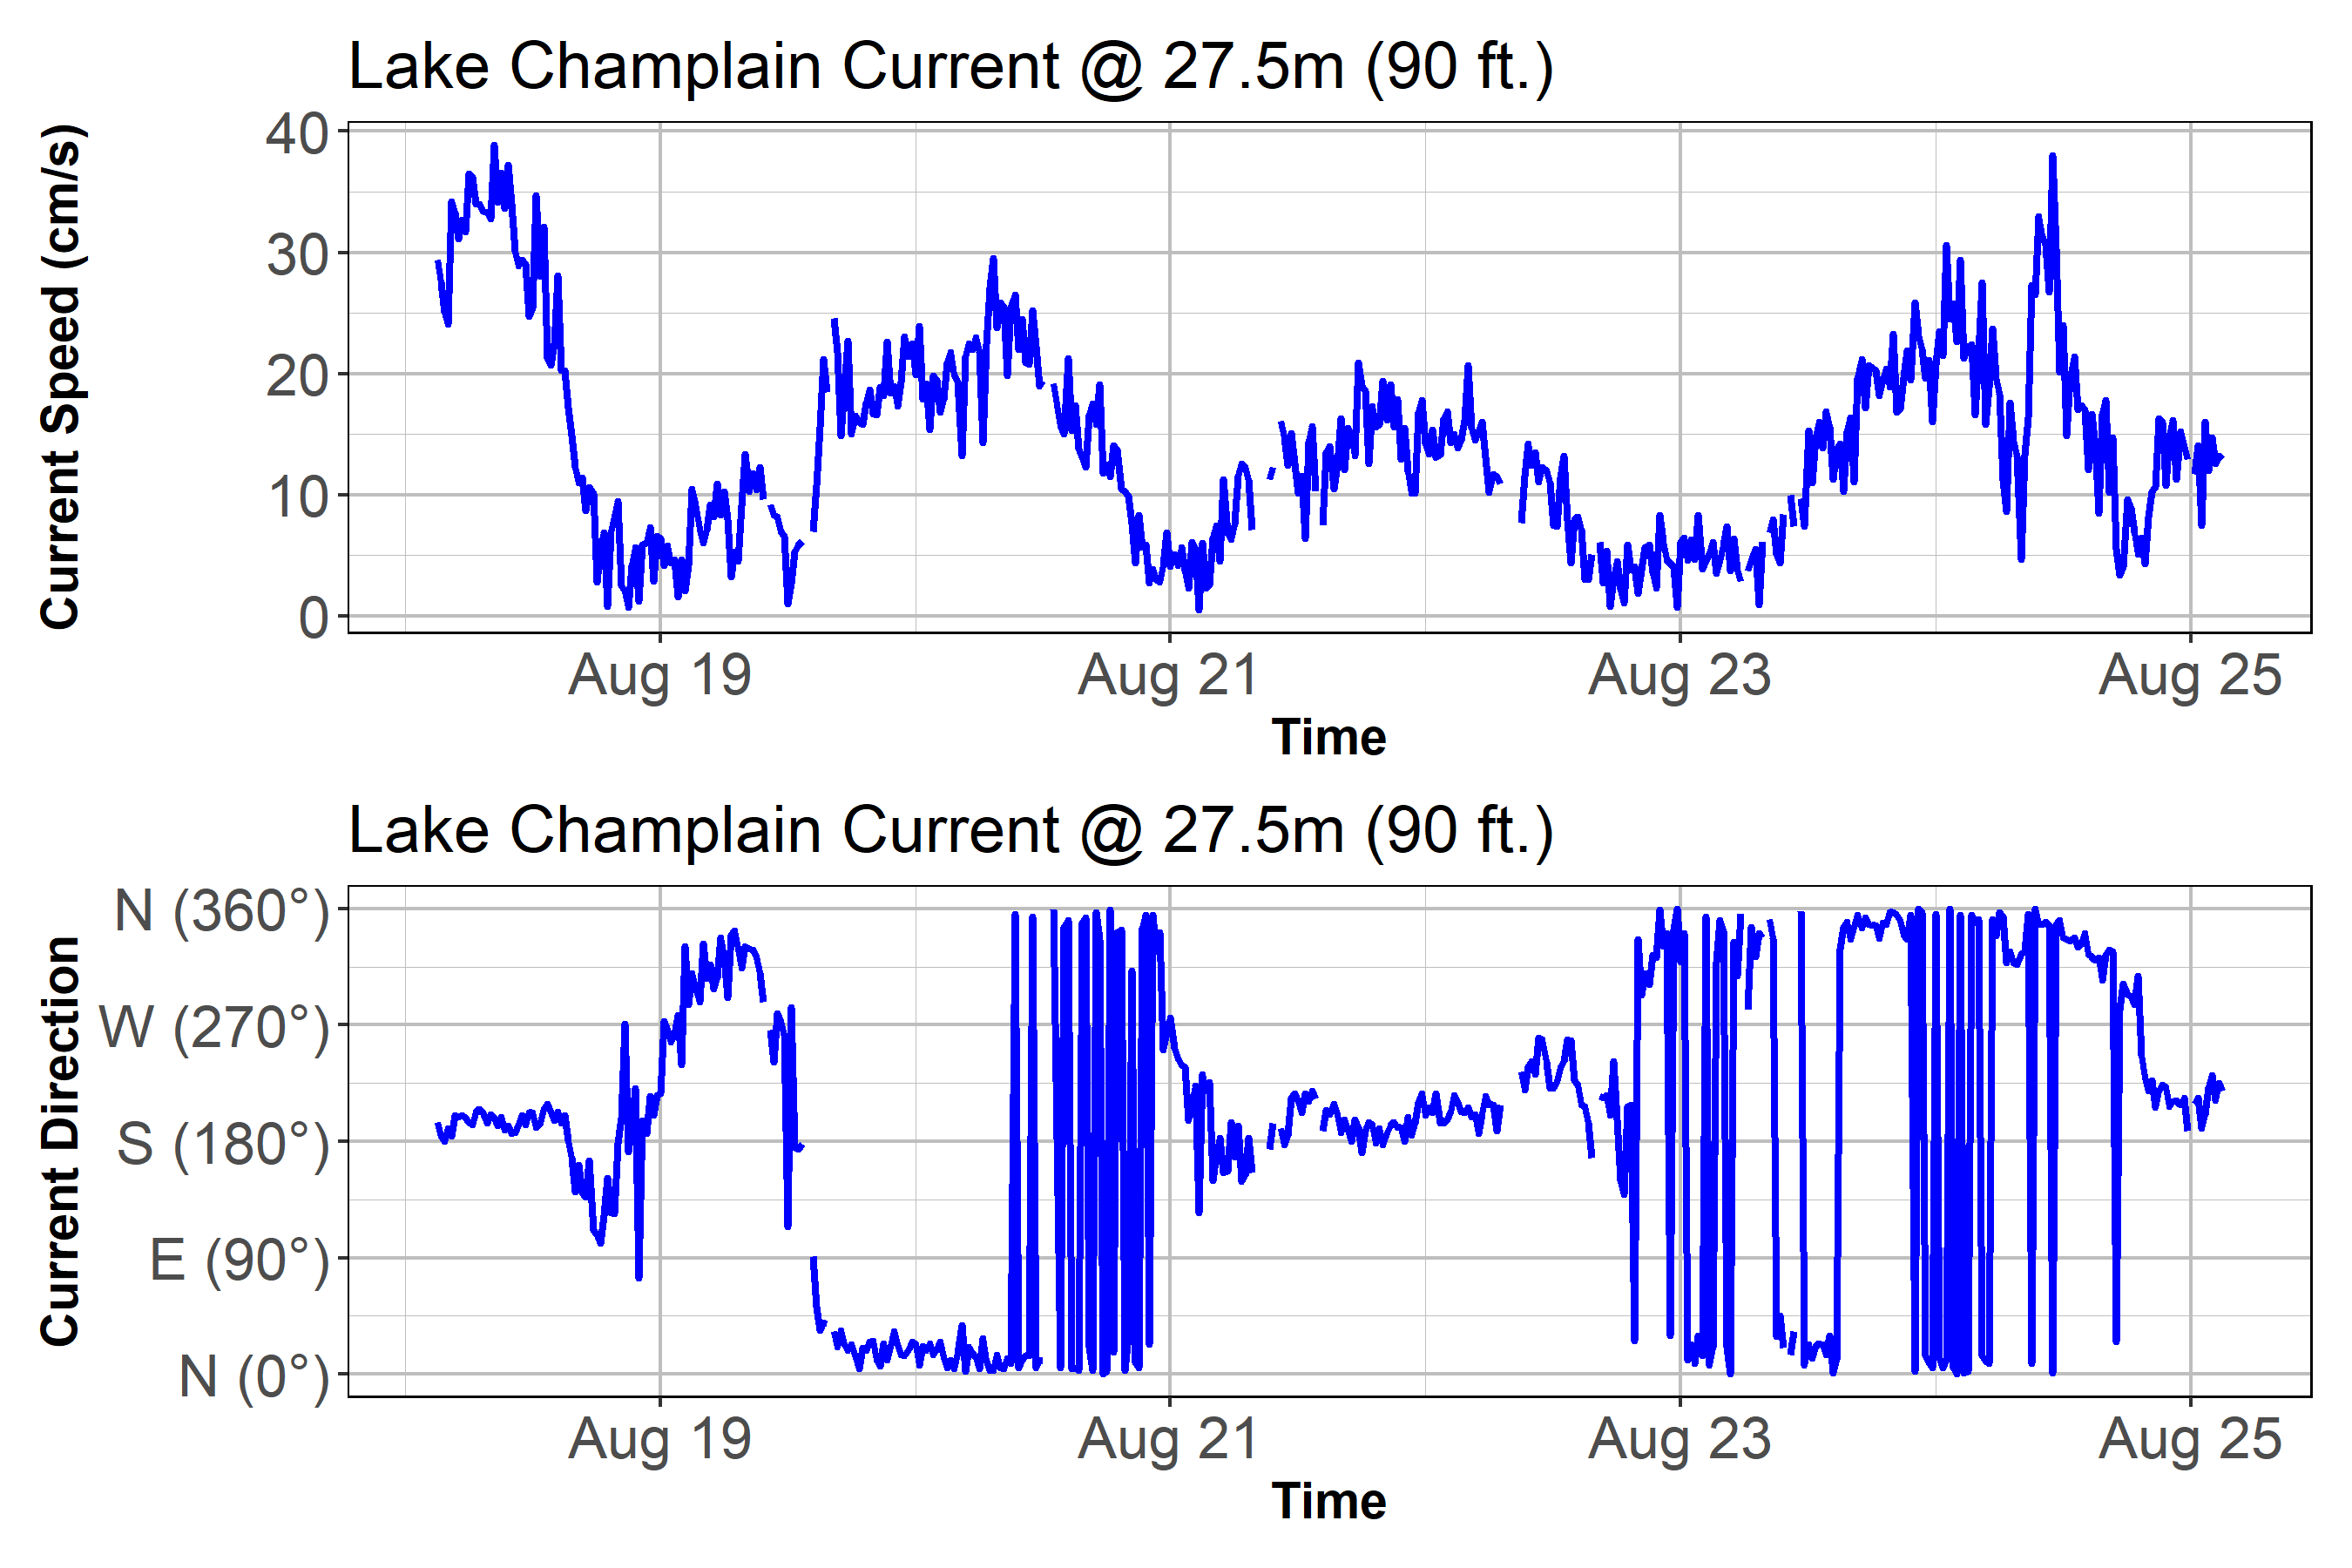 Lake Champlain Current @ 27.5m (90 ft.)
Current Speed (cm/s)
40
30
20
10
0
Aug 19 Aug 21 Aug 23 Aug 25
Time
Lake Champlain Current @ 27.5m (90 ft.)
Current Direction
N (360°)
W (270°)
S (180°)
E (90°)
N (0°)
Aug 19 Aug 21 Aug 23 Aug 25
Time